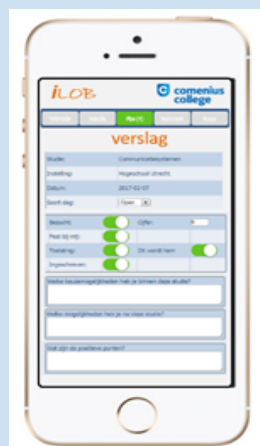 iLOB
comenius
college
verslag
Studie: Communicatiesystemen
Instelling: Hogeschool Utrecht
Datum: 2017-02-07
Soort dag: Open
Bezocht: Cijfer:
Past bij mij:
Toelating: Dit wordt hem
Ingeschreven:
Welke keuzemogelijkheden heb je binnen deze studie?
Welke mogelijkheden heb je na deze studie?
Wat zijn de positieve punten?